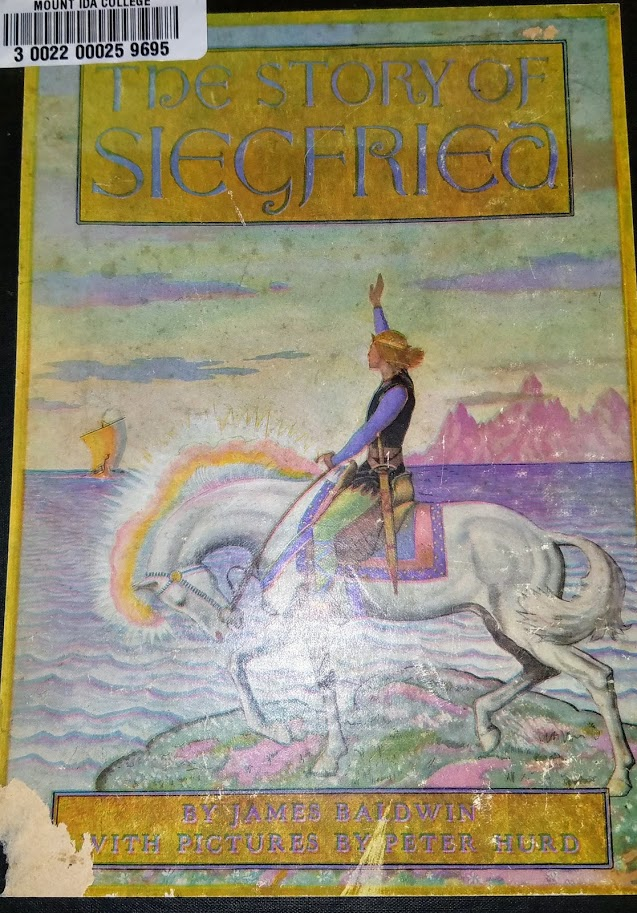 MOUNT IDA COLLEGE
3 0022 00025 9695
THE STORY OF
SIEGFRIED
BY JAMES BALDWIN
WITH PICTURES BY PETER HURD